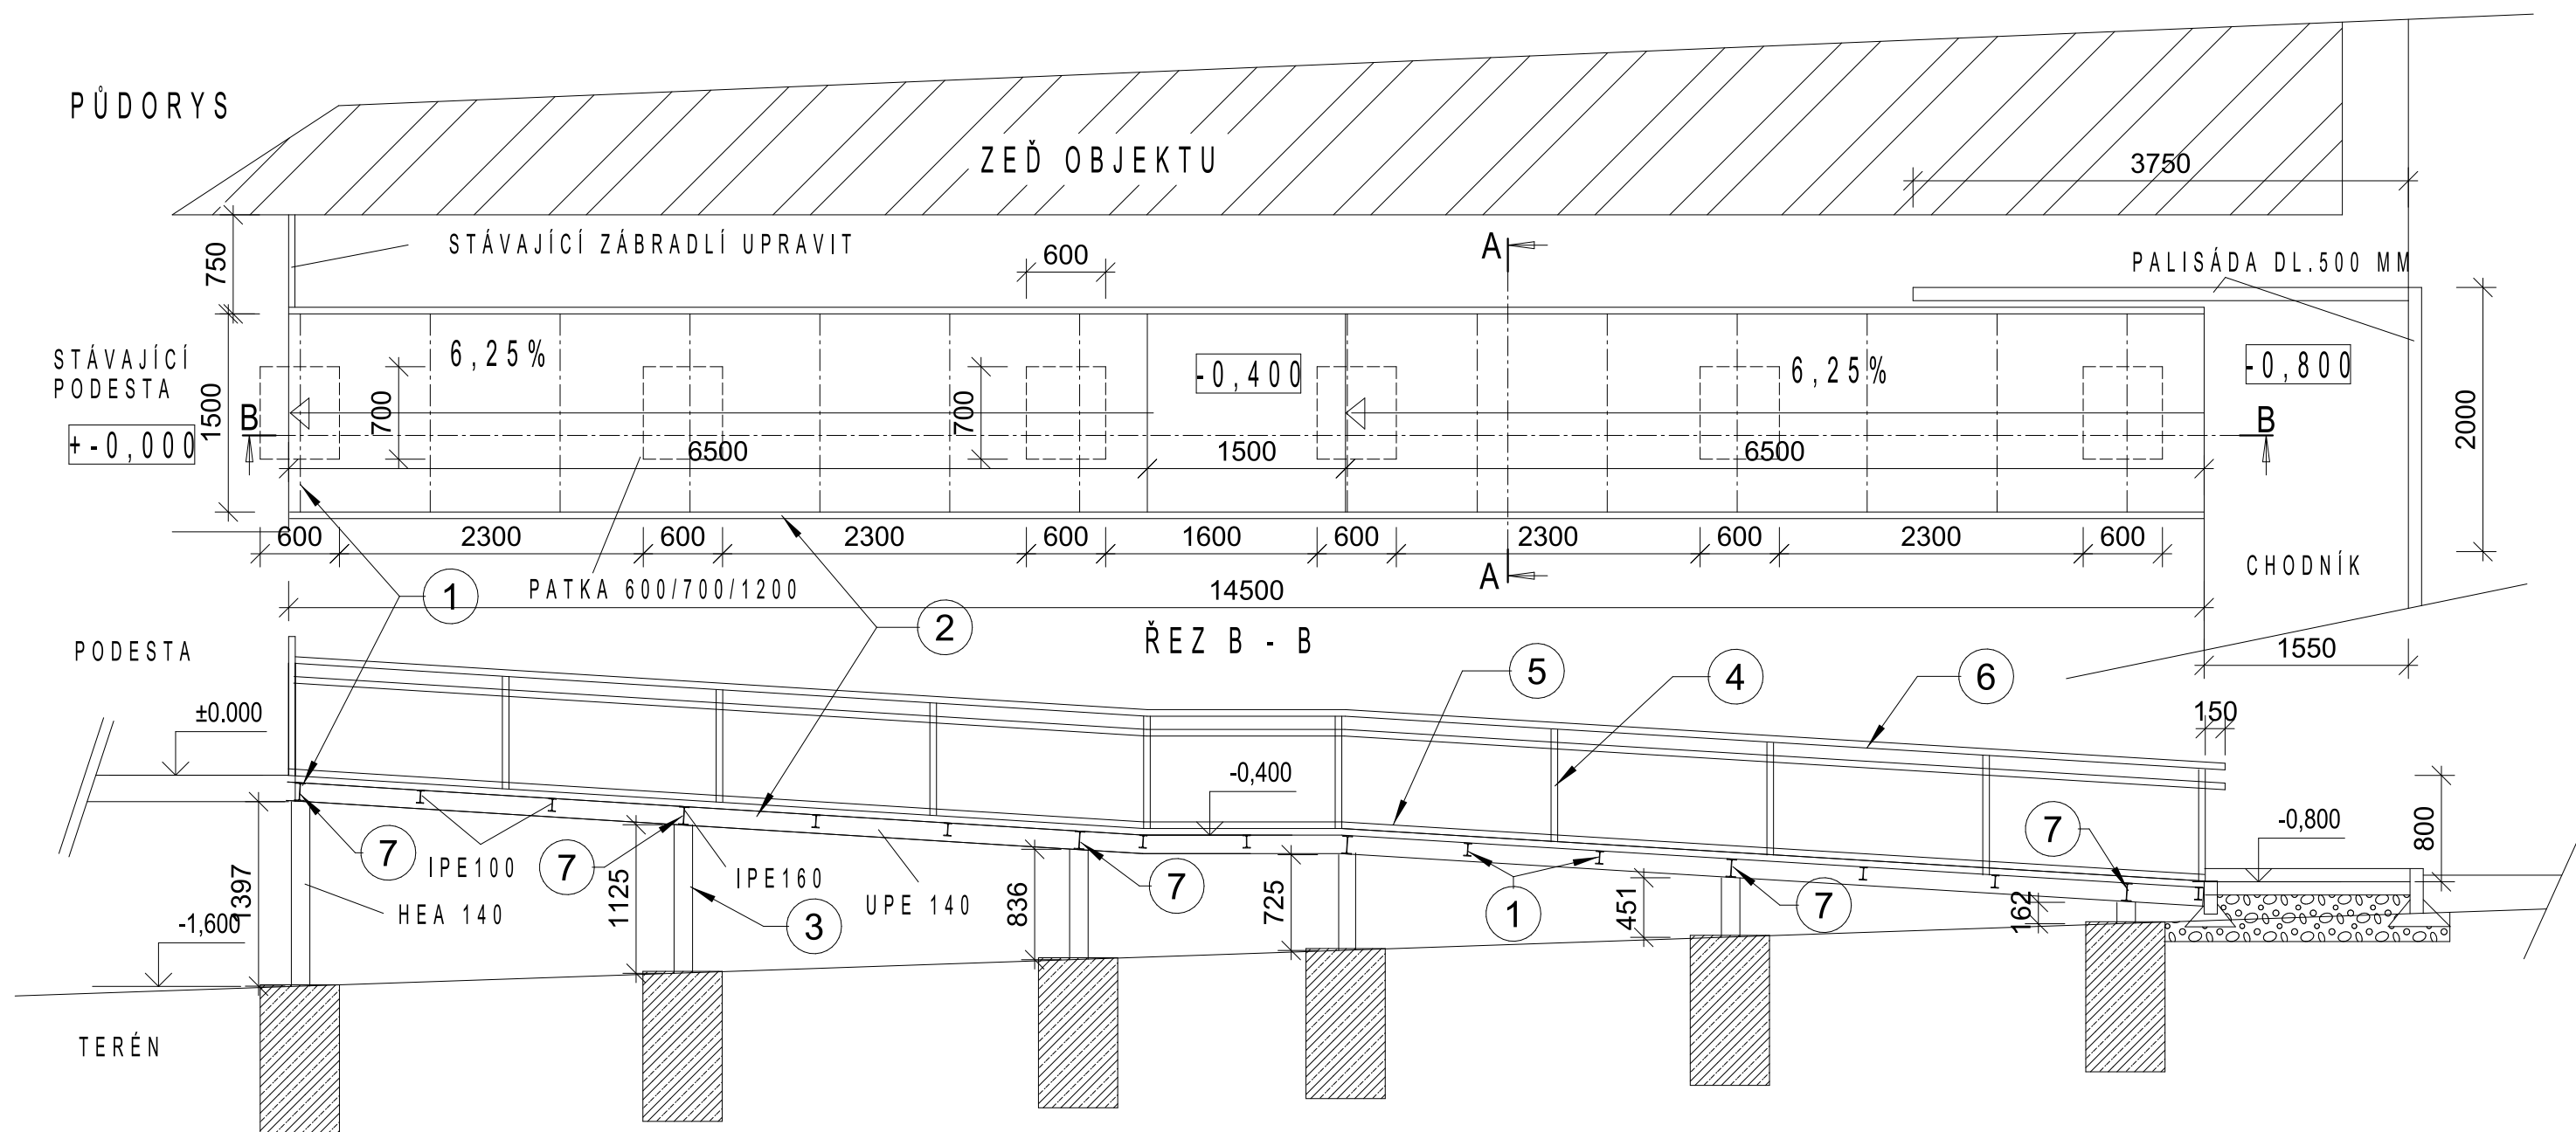 PŮDORYS
ZEĎ OBJEKTU
3750
750
STÁVAJÍCÍ ZÁBRADLÍ UPRAVIT
600
A
PALISÁDA DL.500 MM
STÁVAJÍCÍ
PODESTA
+-0,000
1500
B
6,25%
700
700
-0,400
6,25%
-0,800
B
2000
6500
1500
6500
600
2300
600
2300
600
1600
600
2300
600
2300
600
1
PATKA 600/700/1200
2
14500
A
CHODNÍK
PODESTA
ŘEZ B - B
1550
5
4
6
±0.000
150
-0,400
-0,800
800
7
IPE100
7
IPE160
7
7
7
1397
HEA 140
1125
3
UPE 140
836
725
1
451
162
-1,600
TERÉN